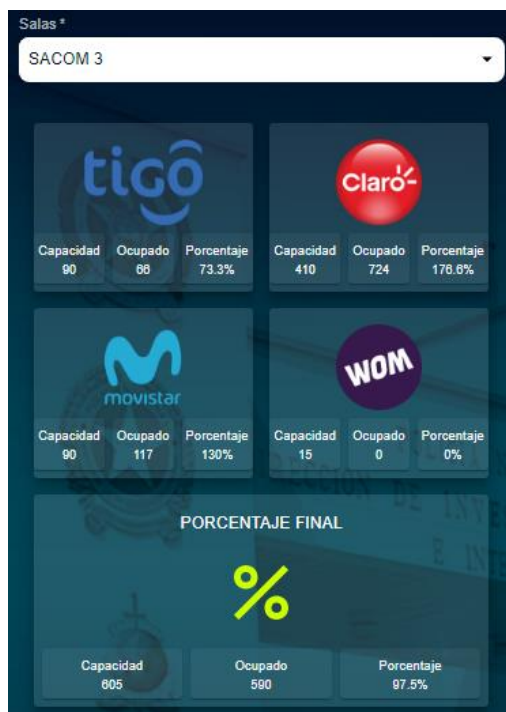 Salas *
SACOM 3
tigo
Capacidad Ocupado Porcentaje
90 66 73.3%
Claro-
Capacidad Ocupado Porcentaje
410 724 176.6%
movistar
Capacidad Ocupado Porcentaje
90 117 130%
WOM
Capacidad Ocupado Porcentaje
15 0 0%
PORCENTAJE FINAL
%
Capacidad Ocupado Porcentaje
605 590 97.5%